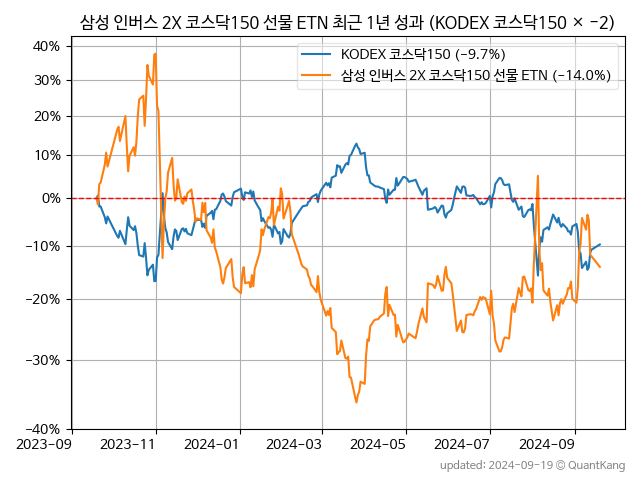 삼성 인버스 2X 코스닥150 선물 ETN 최근 1년 성과 (KODEX 코스닥150 × −2)
KODEX 코스닥150 (−9.7%)
삼성 인버스 2X 코스닥150 선물 ETN (−14.0%)
40%
30%
20%
10%
0%
−10%
−20%
−30%
−40%
2023-09 2023-11 2024-01 2024-03 2024-05 2024-07 2024-09
updated: 2024-09-19 © QuantKang